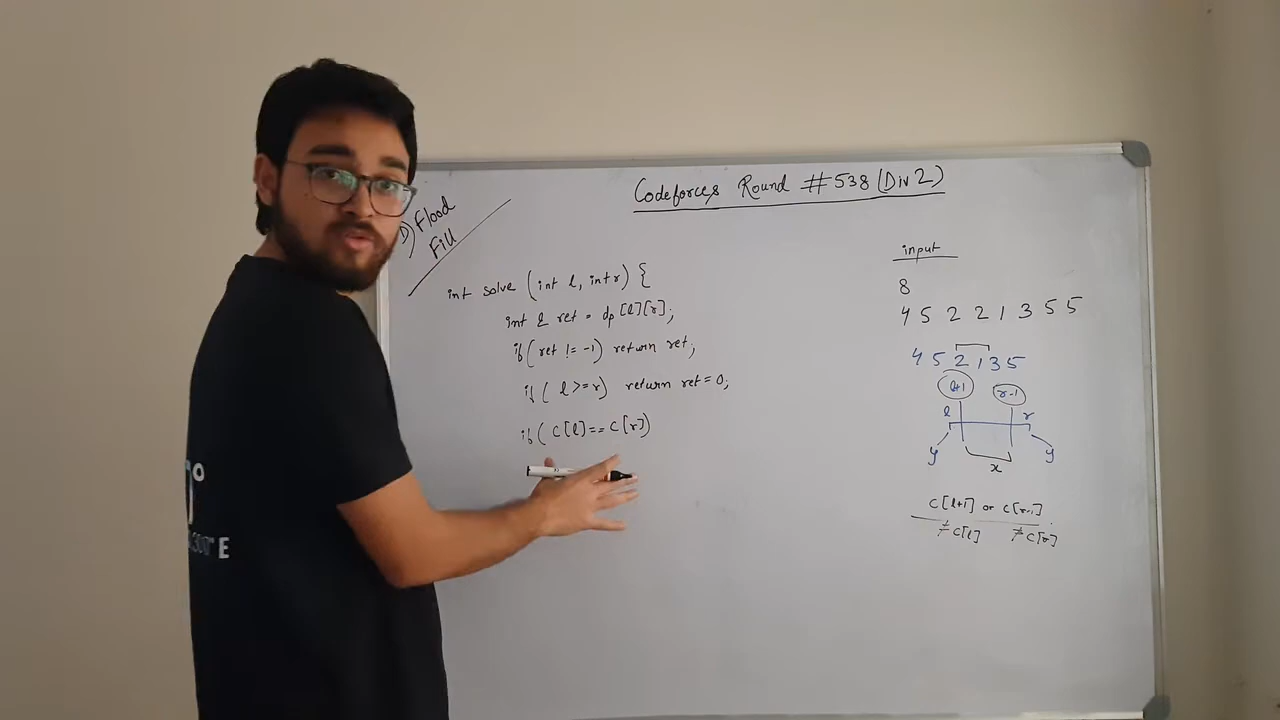 Codeforces Round #538 (Div 2)
D) Flood
Fill
int solve (int l, int r) {
int & ret = dp[l][r];
if (ret != -1) return ret;
if ( l >= r) return ret = 0;
if ( C[l] == C[r])
input
8
4 5 2 2 1 3 5 5
4 5 2 1 3 5
l+1 r-1
l r
y y
x
C[l+1] or C[r-1]
≠ C[l] ≠ C[r]
E